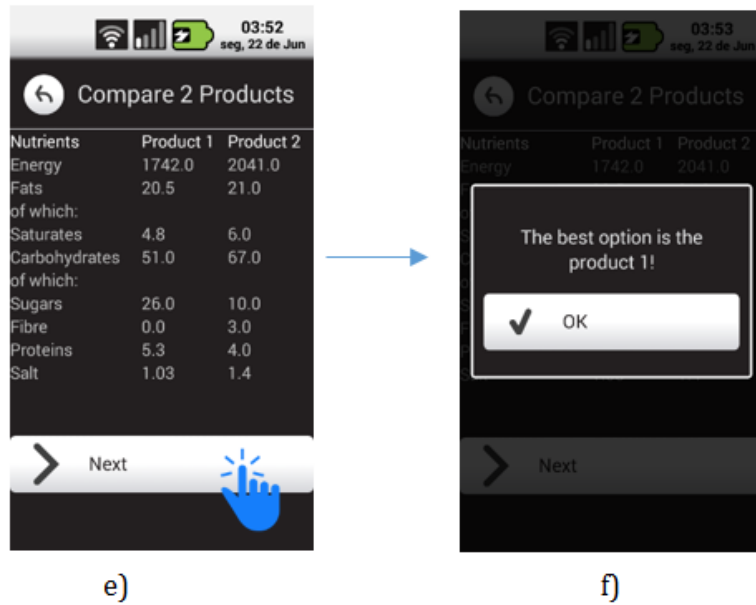 03:52
seg, 22 de Jun
Compare 2 Products
Nutrients Product 1 Product 2
Energy 1742.0 2041.0
Fats 20.5 21.0
of which:
Saturates 4.8 6.0
Carbohydrates 51.0 67.0
of which:
Sugars 26.0 10.0
Fibre 0.0 3.0
Proteins 5.3 4.0
Salt 1.03 1.4
Next
e)
03:53
seg, 22 de Jun
Compare 2 Products
Nutrients Product 1 Product 2
Energy 1742.0 2041.0
The best option is the
product 1!
OK
Next
f)